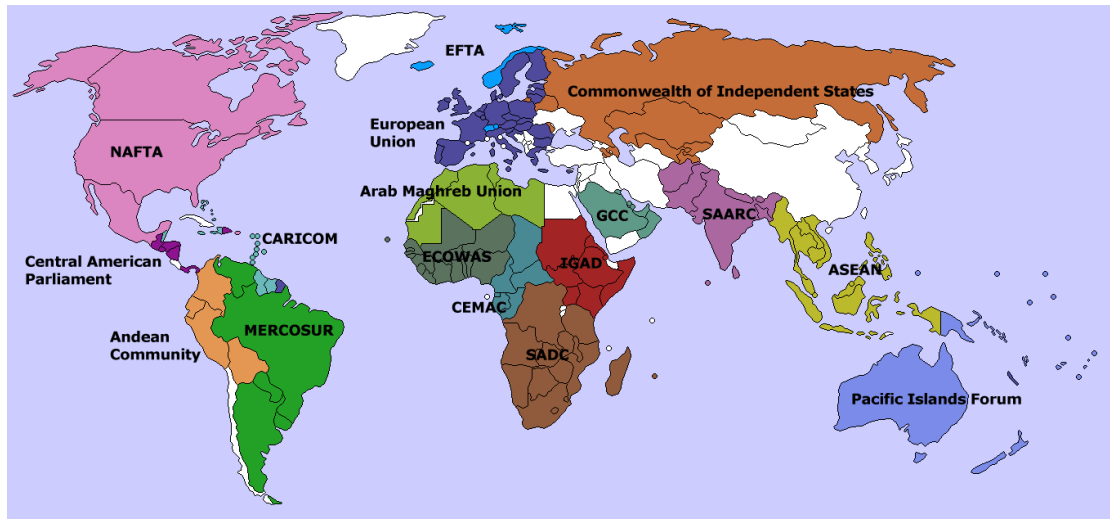 EFTA
Commonwealth of Independent States
European
Union
NAFTA
Arab Maghreb Union
GCC
SAARC
CARICOM
ECOWAS
IGAD
ASEAN
Central American
Parliament
CEMAC
MERCOSUR
Andean
Community
SADC
Pacific Islands Forum